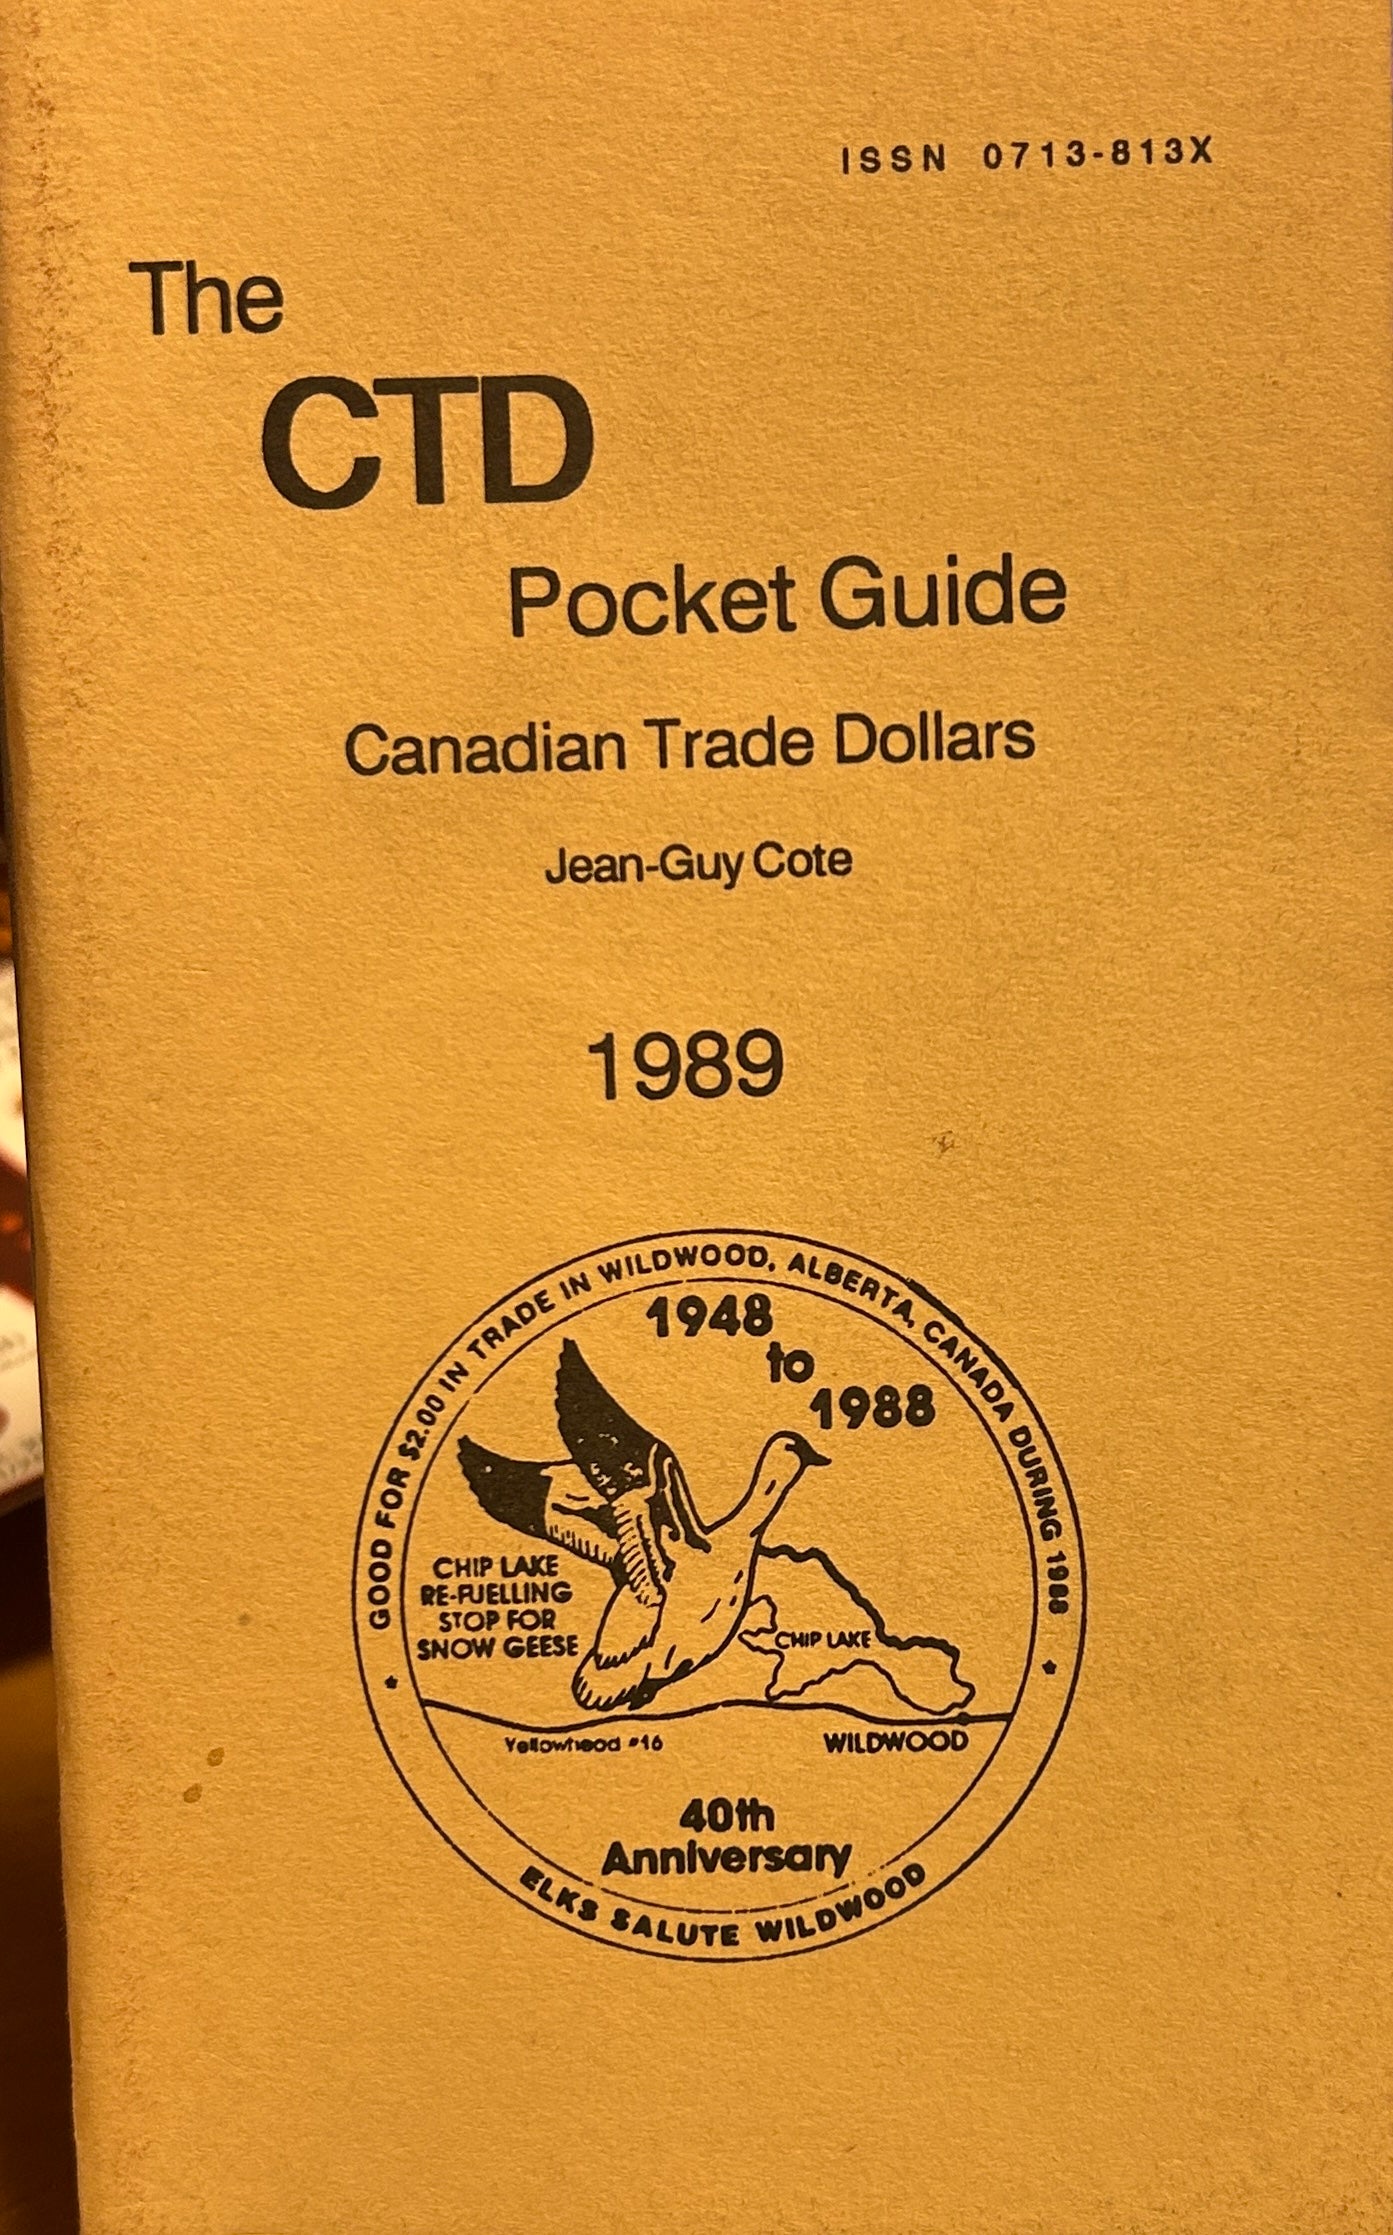 ISSN 0713-813X
The
CTD
Pocket Guide
Canadian Trade Dollars
Jean-Guy Cote
1989
GOOD FOR $2.00 IN TRADE IN WILDWOOD, ALBERTA, CANADA DURING 1988
1948
to
1988
CHIP LAKE
RE-FUELLING
STOP FOR
SNOW GEESE
CHIP LAKE
Yellowhead #16
WILDWOOD
40th
Anniversary
ELKS SALUTE WILDWOOD